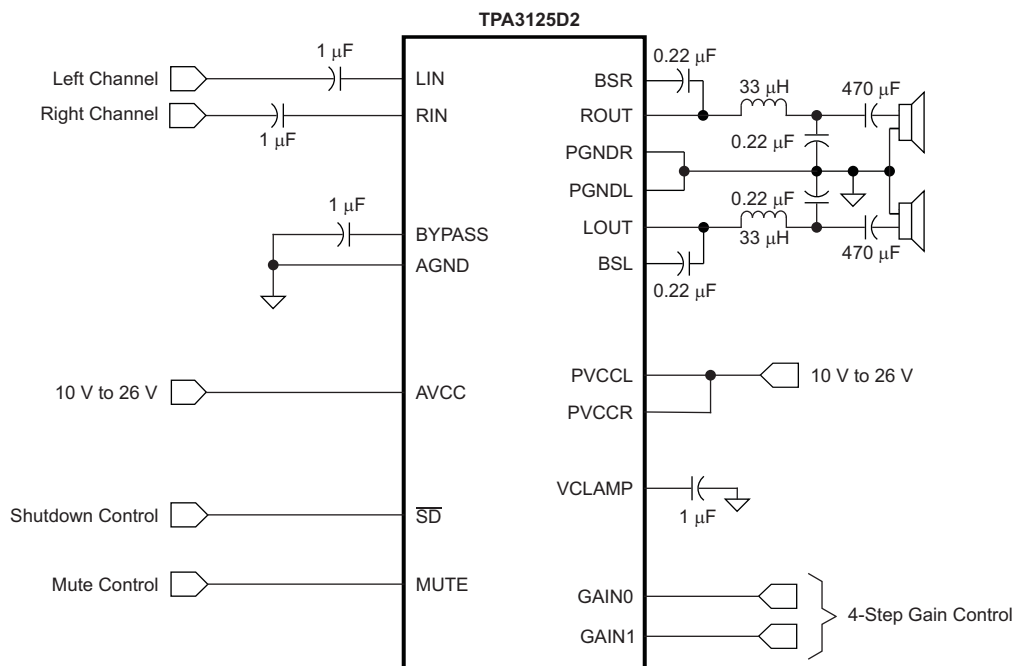 TPA3125D2
1 μF
Left Channel
LIN
Right Channel
RIN
1 μF
1 μF
BYPASS
AGND
10 V to 26 V
AVCC
Shutdown Control
SD
Mute Control
MUTE
0.22 μF
BSR
33 μH
470 μF
ROUT
0.22 μF
PGNDR
PGNDL
0.22 μF
LOUT
33 μH
470 μF
BSL
0.22 μF
PVCCL
10 V to 26 V
PVCCR
VCLAMP
1 μF
GAIN0
4-Step Gain Control
GAIN1